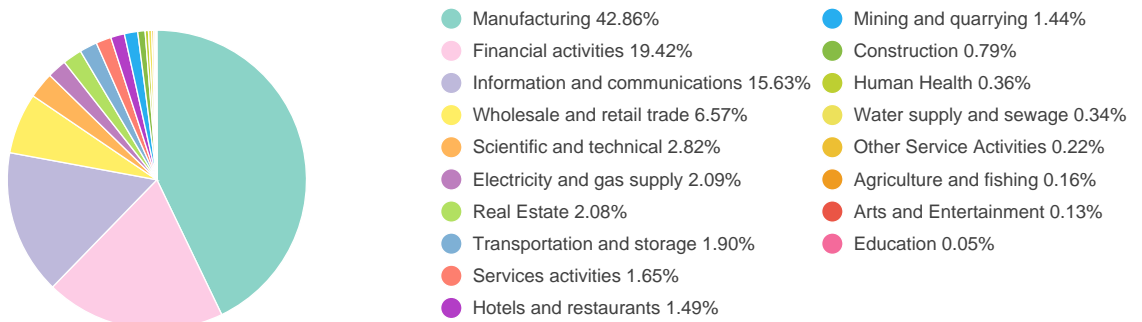 Manufacturing 42.86%
Financial activities 19.42%
Information and communications 15.63%
Wholesale and retail trade 6.57%
Scientific and technical 2.82%
Electricity and gas supply 2.09%
Real Estate 2.08%
Transportation and storage 1.90%
Services activities 1.65%
Hotels and restaurants 1.49%
Mining and quarrying 1.44%
Construction 0.79%
Human Health 0.36%
Water supply and sewage 0.34%
Other Service Activities 0.22%
Agriculture and fishing 0.16%
Arts and Entertainment 0.13%
Education 0.05%